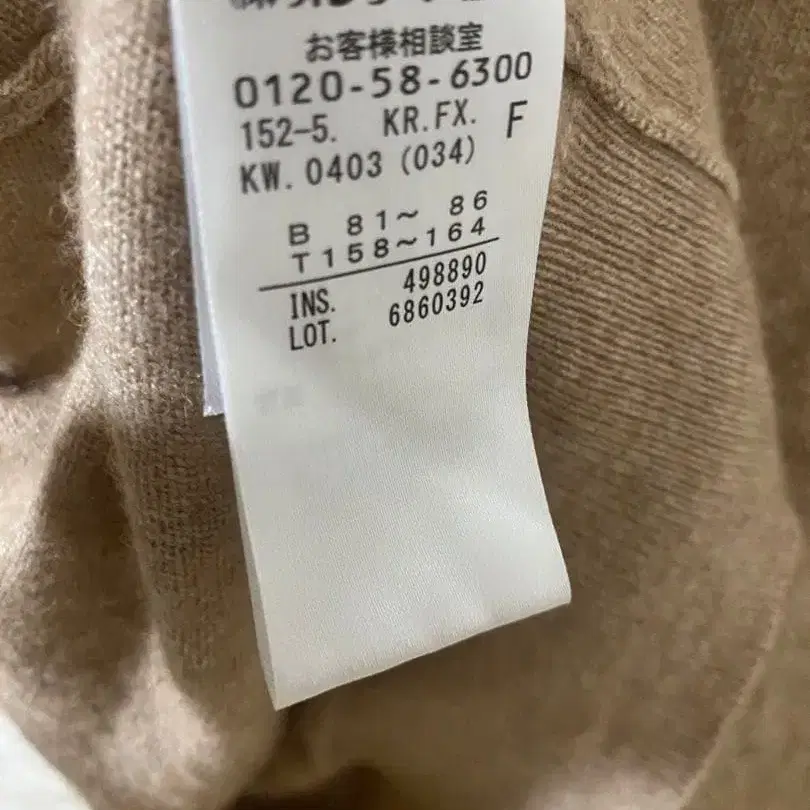 お客様相談室
0120-58-6300
152-5. KR.FX. F
KW. 0403 (034)
B 81～ 86
T 158～164
INS. 498890
LOT. 6860392